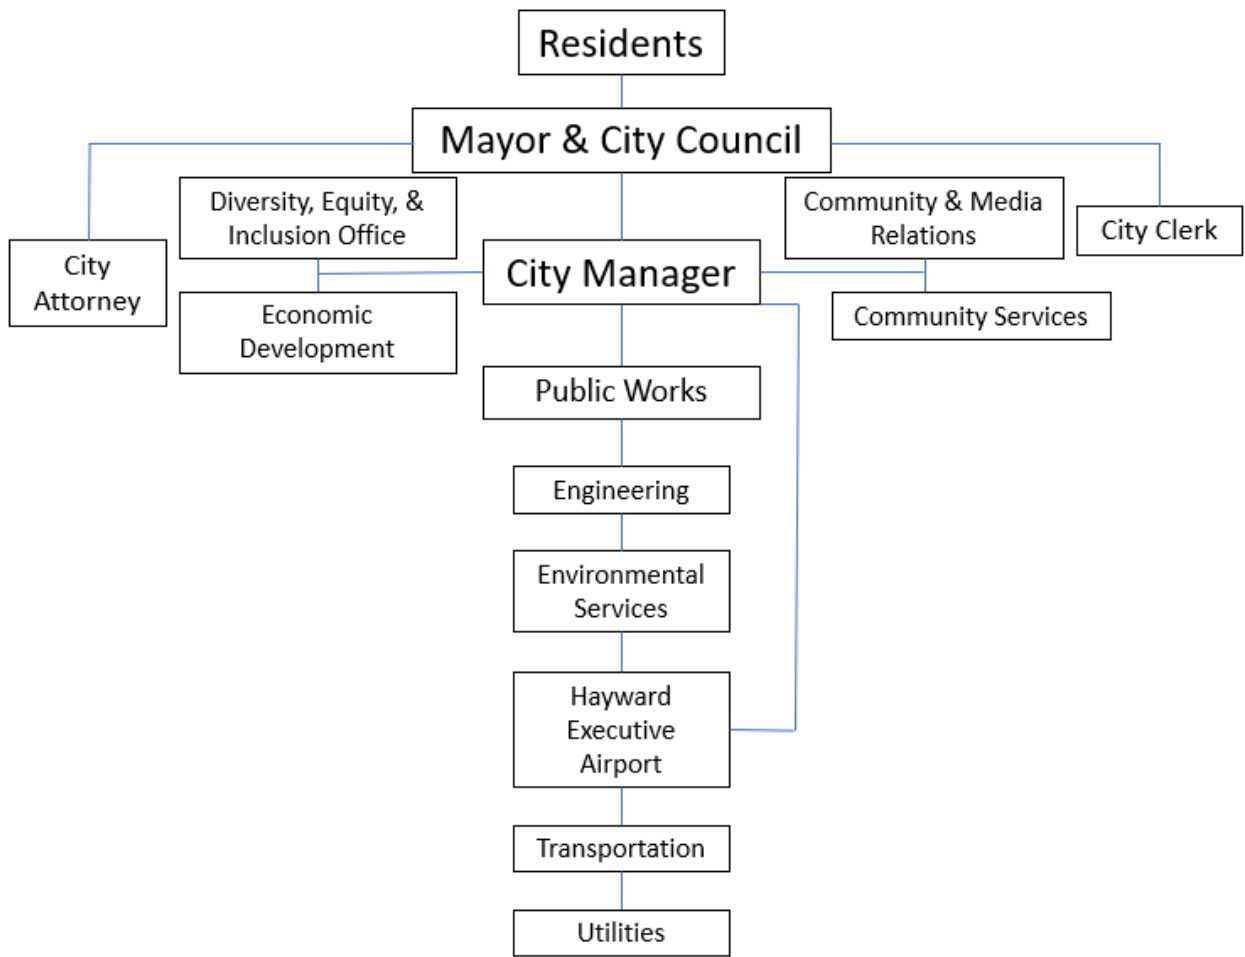 Residents
Mayor & City Council
Diversity, Equity, &
Inclusion Office
Community & Media
Relations
City Clerk
City
Attorney
City Manager
Economic
Development
Community Services
Public Works
Engineering
Environmental
Services
Hayward
Executive
Airport
Transportation
Utilities